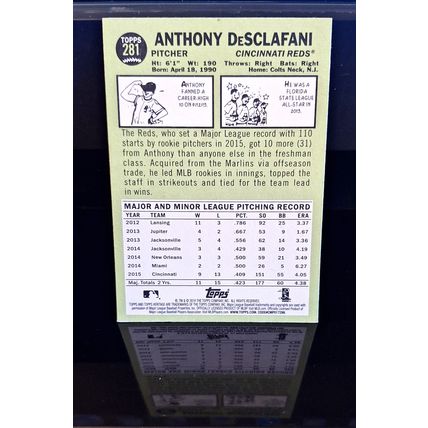 TOPPS
281
ANTHONY DeSCLAFANI
PITCHER CINCINNATI REDS®
Ht: 6'1" Wt: 190 Throws: Right Bats: Right
Born: April 18, 1990 Home: Colts Neck, N.J.
ANTHONY
FANNED A
CAREER-HIGH
10 ON 9/12/15.
HE WAS A
FLORIDA
STATE LEAGUE
ALL-STAR IN
2013.
The Reds, who set a Major League record with 110
starts by rookie pitchers in 2015, got 10 more (31)
from Anthony than anyone else in the freshman
class. Acquired from the Marlins via offseason
trade, he led MLB rookies in innings, topped the
staff in strikeouts and tied for the team lead
in wins.
MAJOR AND MINOR LEAGUE PITCHING RECORD
YEAR TEAM W L PCT. SO BB ERA
2012 Lansing 11 3 .786 92 25 3.37
2013 Jupiter 4 2 .667 53 9 1.67
2013 Jacksonville 5 4 .556 62 14 3.36
2014 Jacksonville 3 4 .429 38 10 4.19
2014 New Orleans 3 3 .500 59 21 3.49
2014 Miami 2 2 .500 26 5 6.27
2015 Cincinnati 9 13 .409 151 55 4.05
Maj. Totals 2 Yrs. 11 15 .423 177 60 4.38
Topps